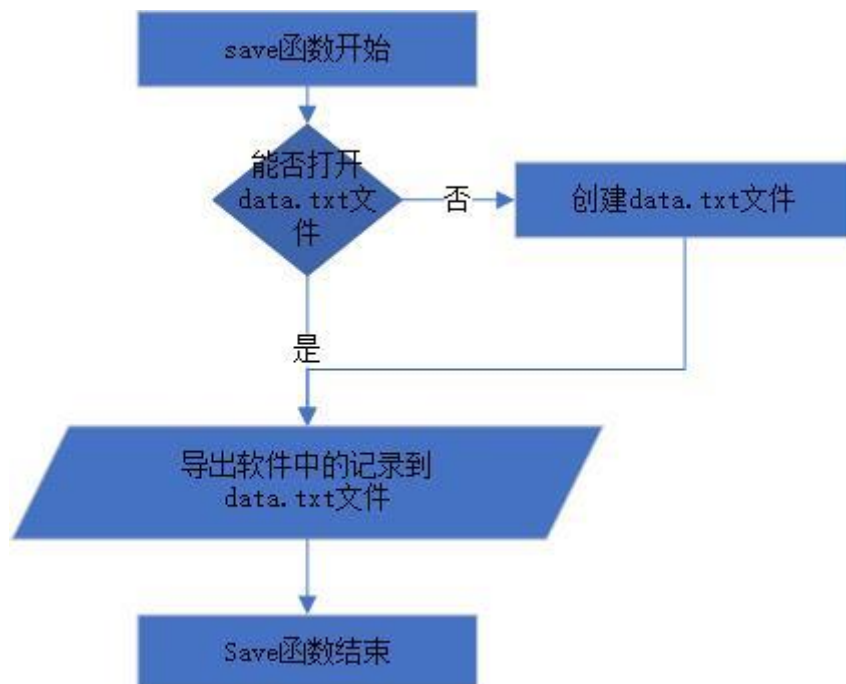 save函数开始
能否打开
data.txt文
件
否
创建data.txt文件
是
导出软件中的记录到
data.txt文件
Save函数结束